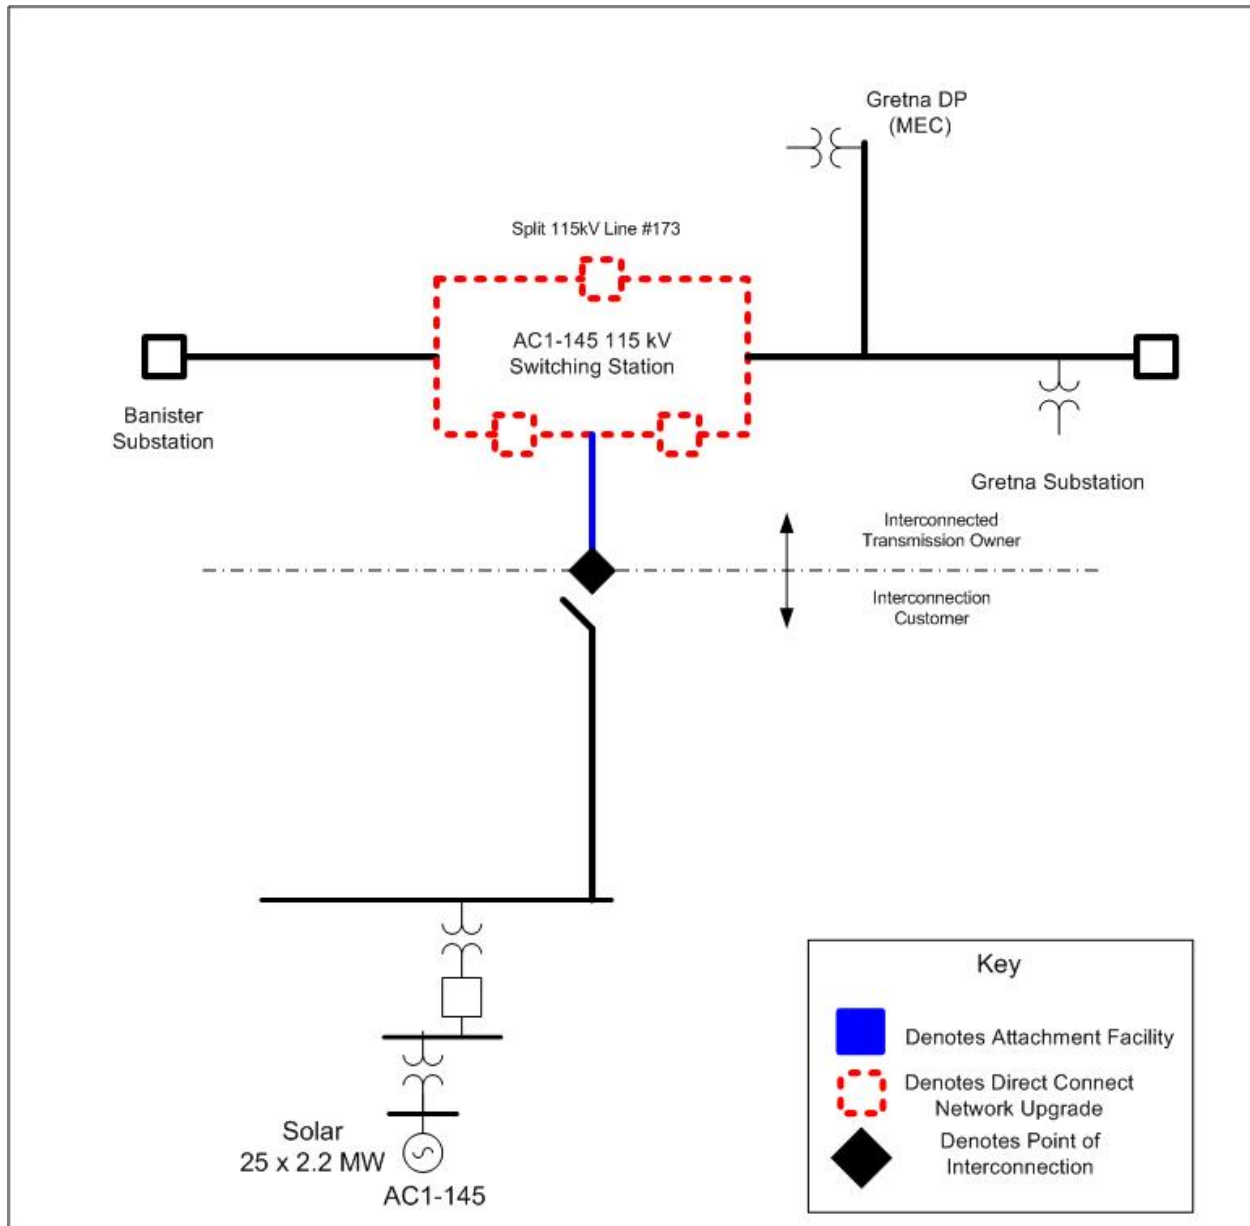 Gretna DP
(MEC)
Split 115kV Line #173
AC1-145 115 kV
Switching Station
Banister
Substation
Gretna Substation
Interconnected
Transmission Owner
Interconnection
Customer
Solar
25 x 2.2 MW
AC1-145
Key
Denotes Attachment Facility
Denotes Direct Connect
Network Upgrade
Denotes Point of
Interconnection